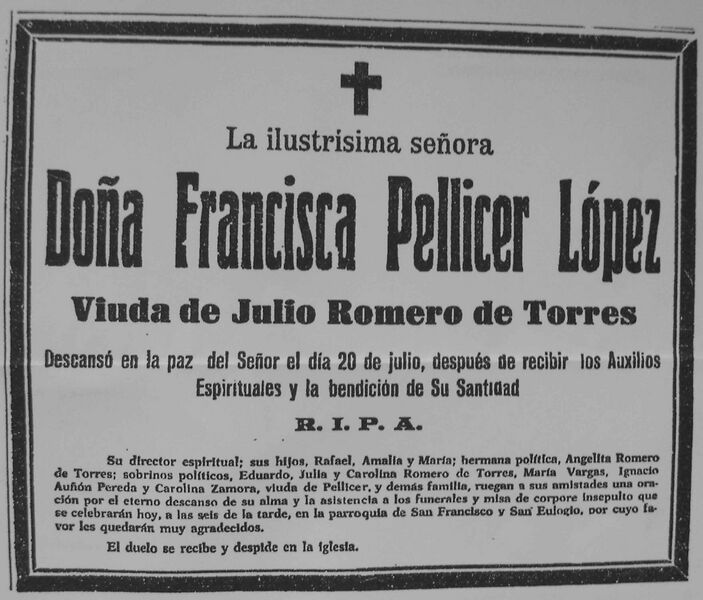 La ilustrísima señora
Doña Francisca Pellicer López
Viuda de Julio Romero de Torres
Descansó en la paz del Señor el día 20 de julio, después de recibir los Auxilios
Espirituales y la bendición de Su Santidad
R. I. P. A.
Su director espiritual; sus hijos, Rafael, Amalia y María; hermana política, Angelita Romero
de Torres; sobrinos políticos, Eduardo, Julia y Carolina Romero de Torres, María Vargas, Ignacio
Auñón Pereda y Carolina Zamora, viuda de Pellicer, y demás familia, ruegan a sus amistades una ora-
ción por el eterno descanso de su alma y la asistencia a los funerales y misa de corpore insepulto que
se celebrarán hoy, a las seis de la tarde, en la parroquia de San Francisco y San Eulogio, por cuyo fa-
vor les quedarán muy agradecidos.
El duelo se recibe y despide en la iglesia.